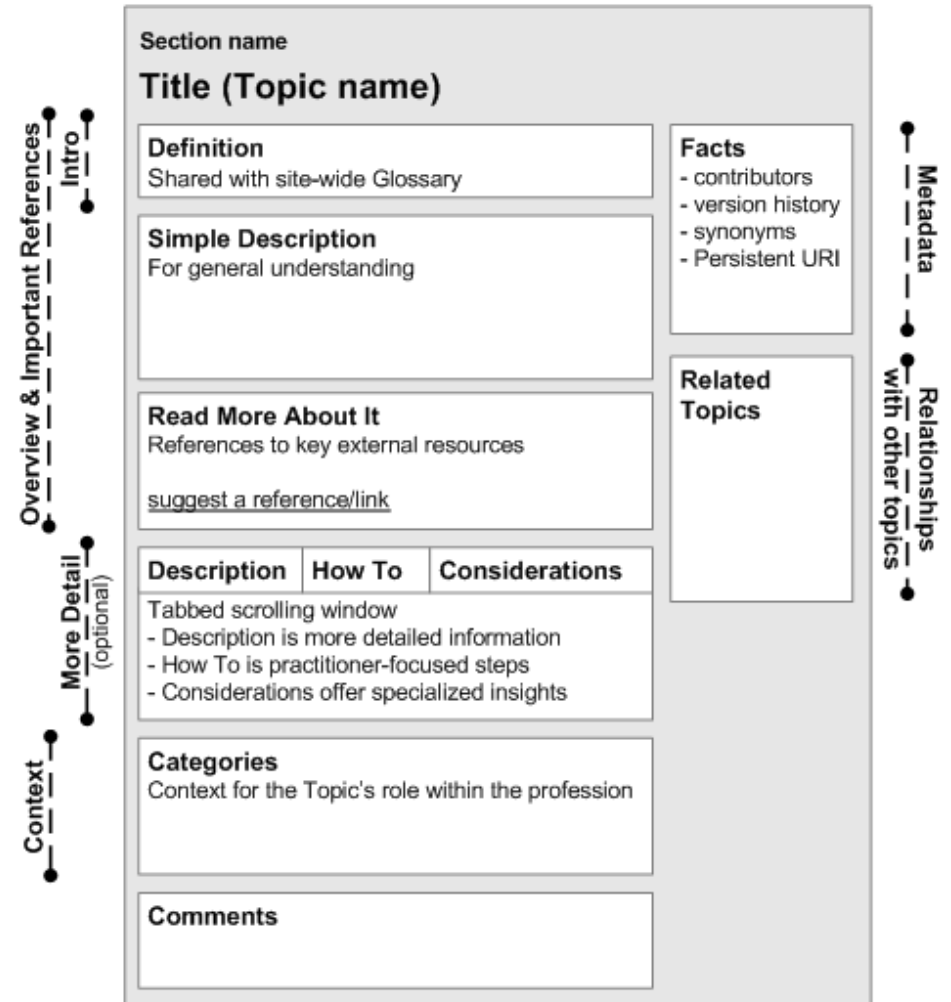 Section name
Title (Topic name)
Overview & Important References
Intro
Definition
Shared with site-wide Glossary
Simple Description
For general understanding
Read More About It
References to key external resources
suggest a reference/link
More Detail
(optional)
Description
How To
Considerations
Tabbed scrolling window
- Description is more detailed information
- How To is practitioner-focused steps
- Considerations offer specialized insights
Context
Categories
Context for the Topic's role within the profession
Comments
Facts
- contributors
- version history
- synonyms
- Persistent URI
Metadata
Related
Topics
Relationships
with other topics